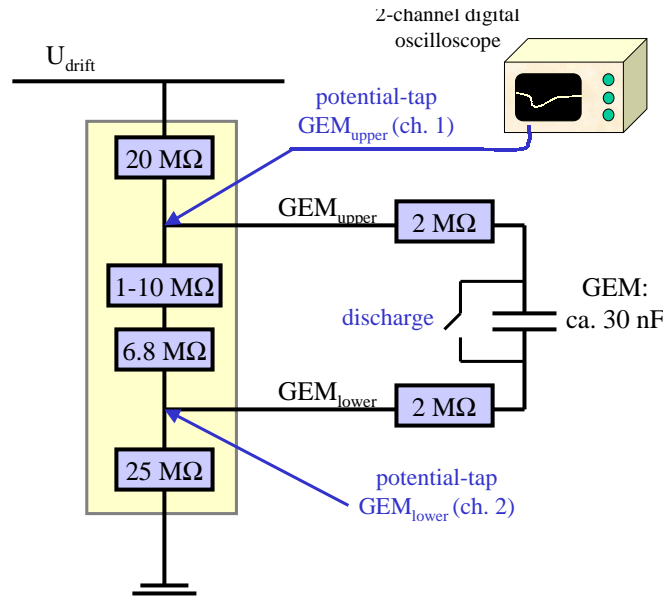 2-channel digital
oscilloscope
U_drift
potential-tap
GEM_upper (ch. 1)
20 MΩ
GEM_upper
2 MΩ
1-10 MΩ
discharge
GEM:
ca. 30 nF
6.8 MΩ
GEM_lower
2 MΩ
25 MΩ
potential-tap
GEM_lower (ch. 2)